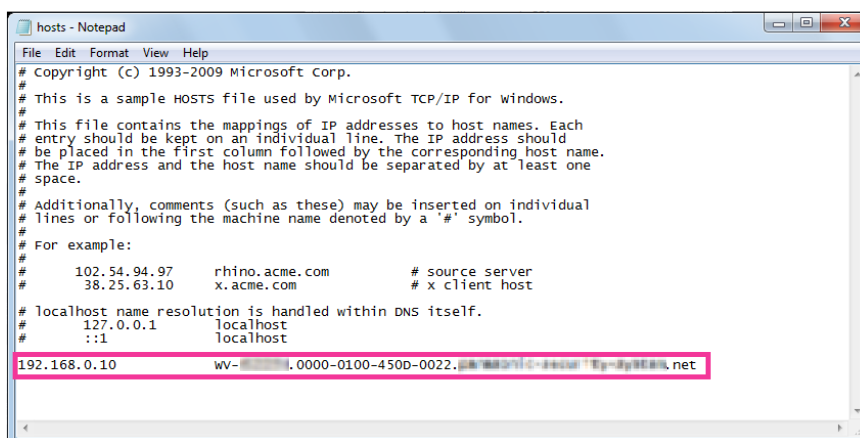 hosts - Notepad
File Edit Format View Help
# Copyright (c) 1993-2009 Microsoft Corp.
#
# This is a sample HOSTS file used by Microsoft TCP/IP for Windows.
#
# This file contains the mappings of IP addresses to host names. Each
# entry should be kept on an individual line. The IP address should
# be placed in the first column followed by the corresponding host name.
# The IP address and the host name should be separated by at least one
# space.
#
# Additionally, comments (such as these) may be inserted on individual
# lines or following the machine name denoted by a '#' symbol.
#
# For example:
#
#      102.54.94.97     rhino.acme.com          # source server
#       38.25.63.10     x.acme.com              # x client host

# localhost name resolution is handled within DNS itself.
#       127.0.0.1       localhost
#       ::1             localhost

192.168.0.10            WV- .0000-0100-450D-0022. .net